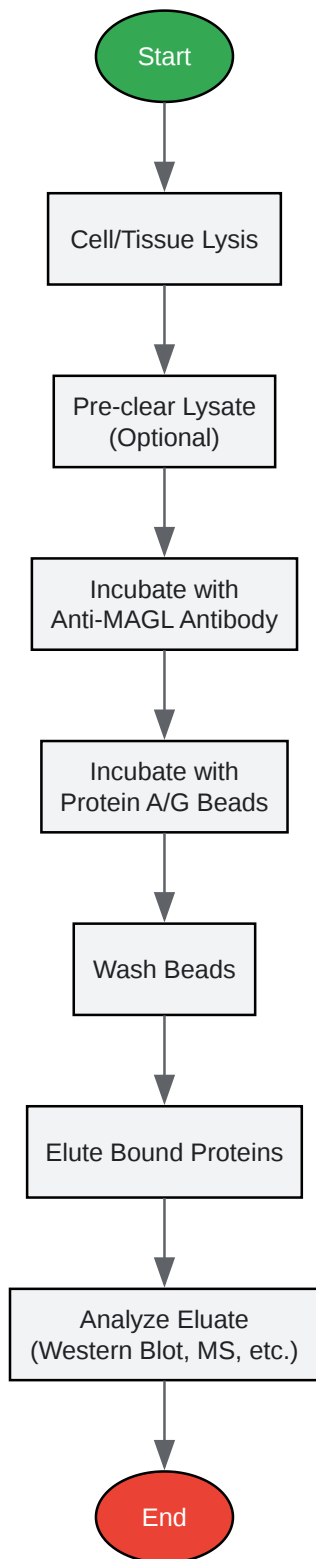 Start
Cell/Tissue Lysis
Pre-clear Lysate
(Optional)
Incubate with
Anti-MAGL Antibody
Incubate with
Protein A/G Beads
Wash Beads
Elute Bound Proteins
Analyze Eluate
(Western Blot, MS, etc.)
End